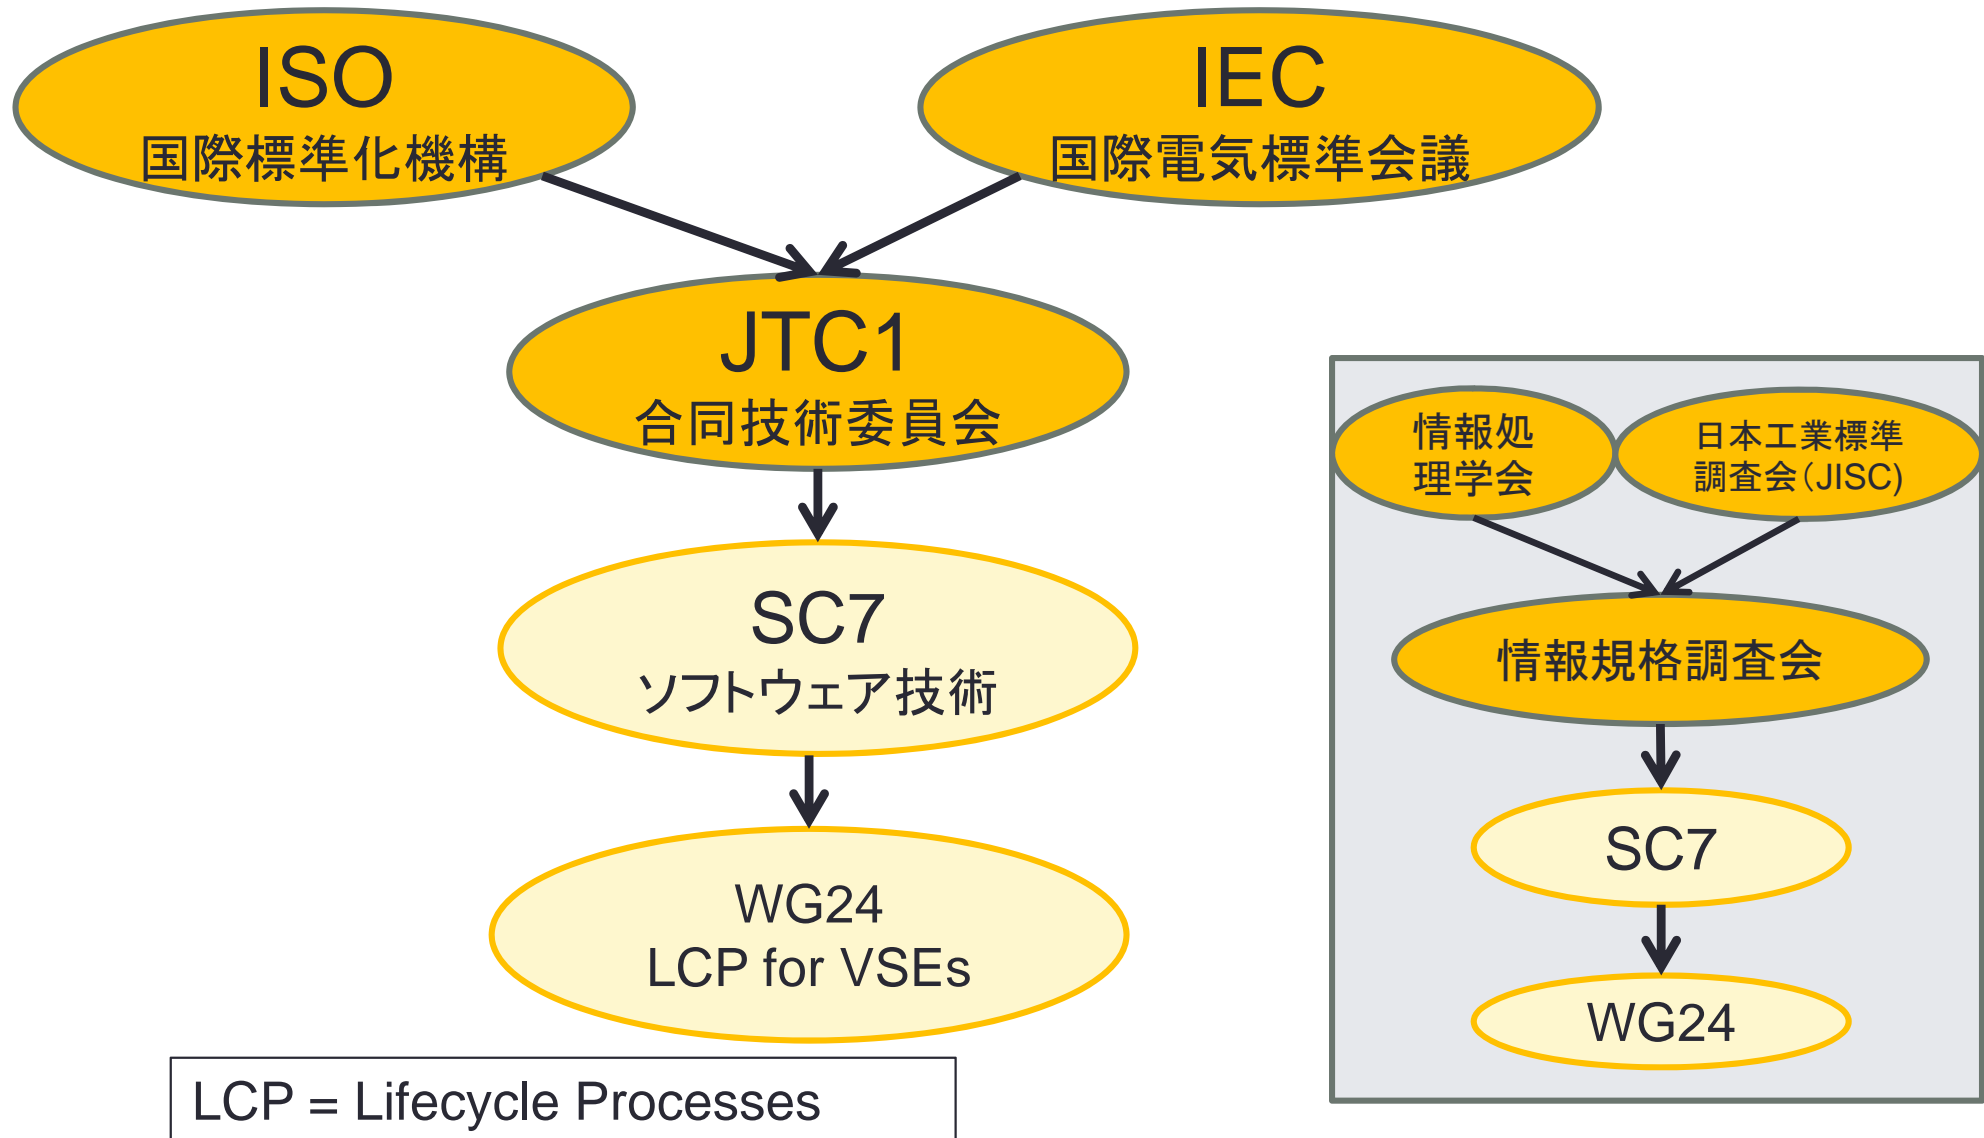 ISO
国際標準化機構
IEC
国際電気標準会議
JTC1
合同技術委員会
SC7
ソフトウェア技術
WG24
LCP for VSEs
LCP = Lifecycle Processes
情報処
理学会
日本工業標準
調査会（JISC)
情報規格調査会
SC7
WG24